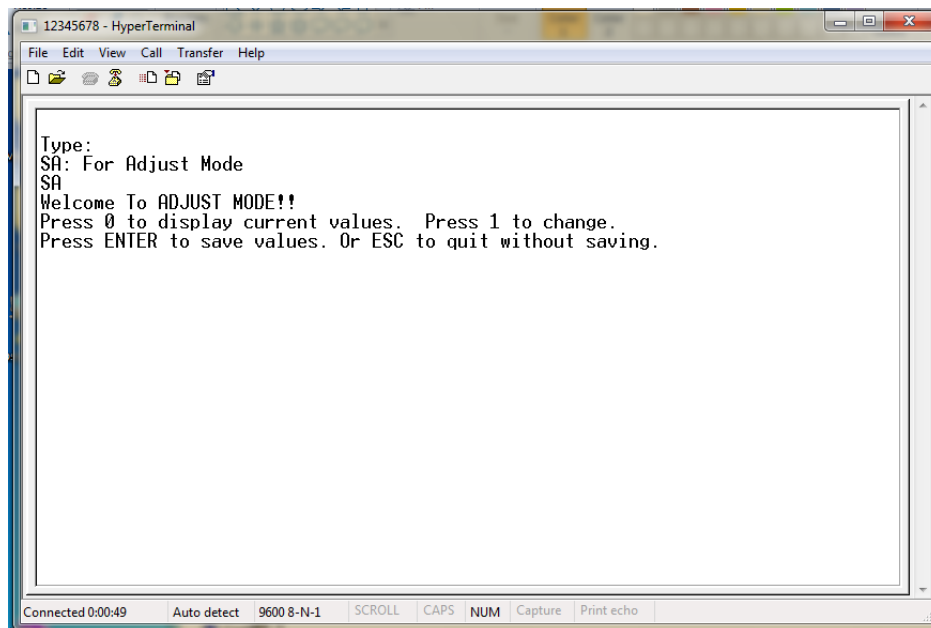 12345678 - HyperTerminal
File Edit View Call Transfer Help
Type:
SA: For Adjust Mode
SA
Welcome To ADJUST MODE!!
Press 0 to display current values.  Press 1 to change.
Press ENTER to save values. Or ESC to quit without saving.
Connected 0:00:49 Auto detect 9600 8-N-1 SCROLL CAPS NUM Capture Print echo